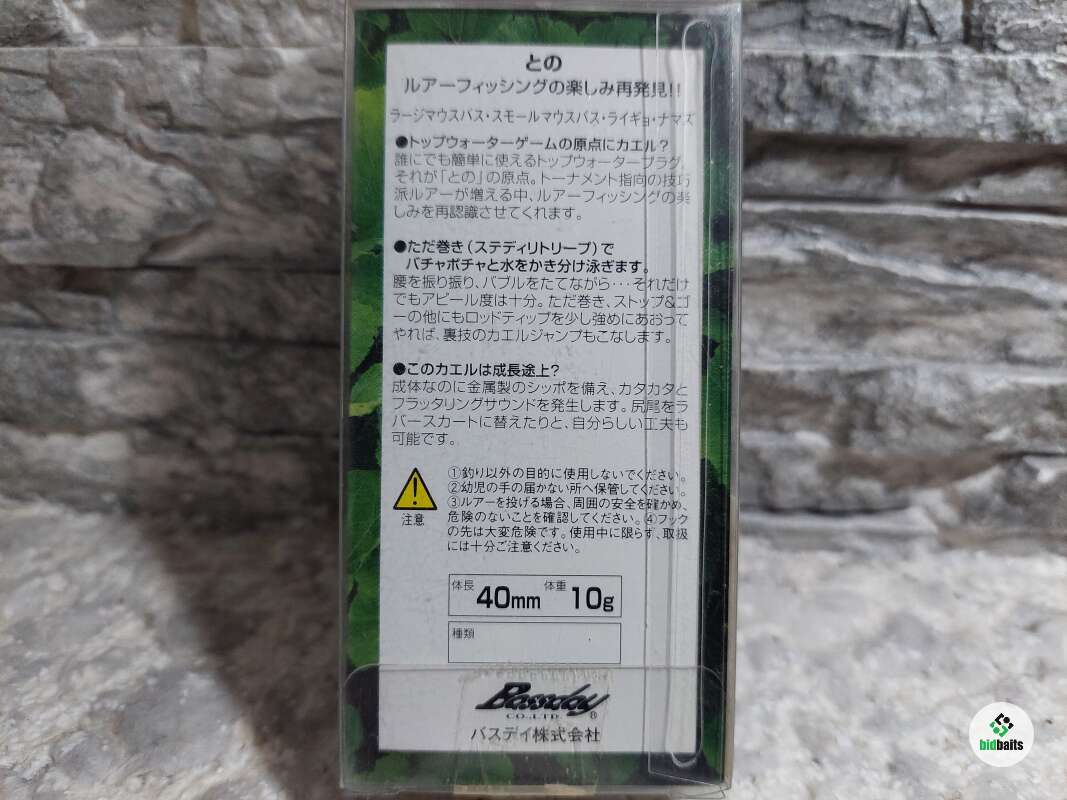 との
ルアーフィッシングの楽しみ再発見!!
ラージマウスバス・スモールマウスバス・ライギョ・ナマズ
●トップウォーターゲームの原点にカエル?
誰にでも簡単に使えるトップウォータープラグ。
それが「との」の原点。トーナメント指向の技巧
派ルアーが増える中、ルアーフィッシングの楽
しみを再認識させてくれます。
●ただ巻き(ステディリトリーブ)で
バチャボチャと水をかき分け泳ぎます。
腰を振り振り、バブルをたてながら・・・それだけ
でもアピール度は十分。ただ巻き、ストップ&ゴ
ーの他にもロッドティップを少し強めにあおって
やれば、裏技のカエルジャンプもこなします。
●このカエルは成長途上?
成体なのに金属製のシッポを備え、カタカタと
フラッタリングサウンドを発生します。尻尾をラ
バースカートに替えたりと、自分らしい工夫も
可能です。
注意
①釣り以外の目的に使用しないでください。
②幼児の手の届かない所へ保管してください。
③ルアーを投げる場合、周囲の安全を確かめ、
危険のないことを確認してください。④フック
の先は大変危険です。使用中に限らず、取扱
には十分ご注意ください。
体長 40mm 体重 10g
種類
Bassday
CO.,LTD. ®
バスデイ株式会社
bidbaits